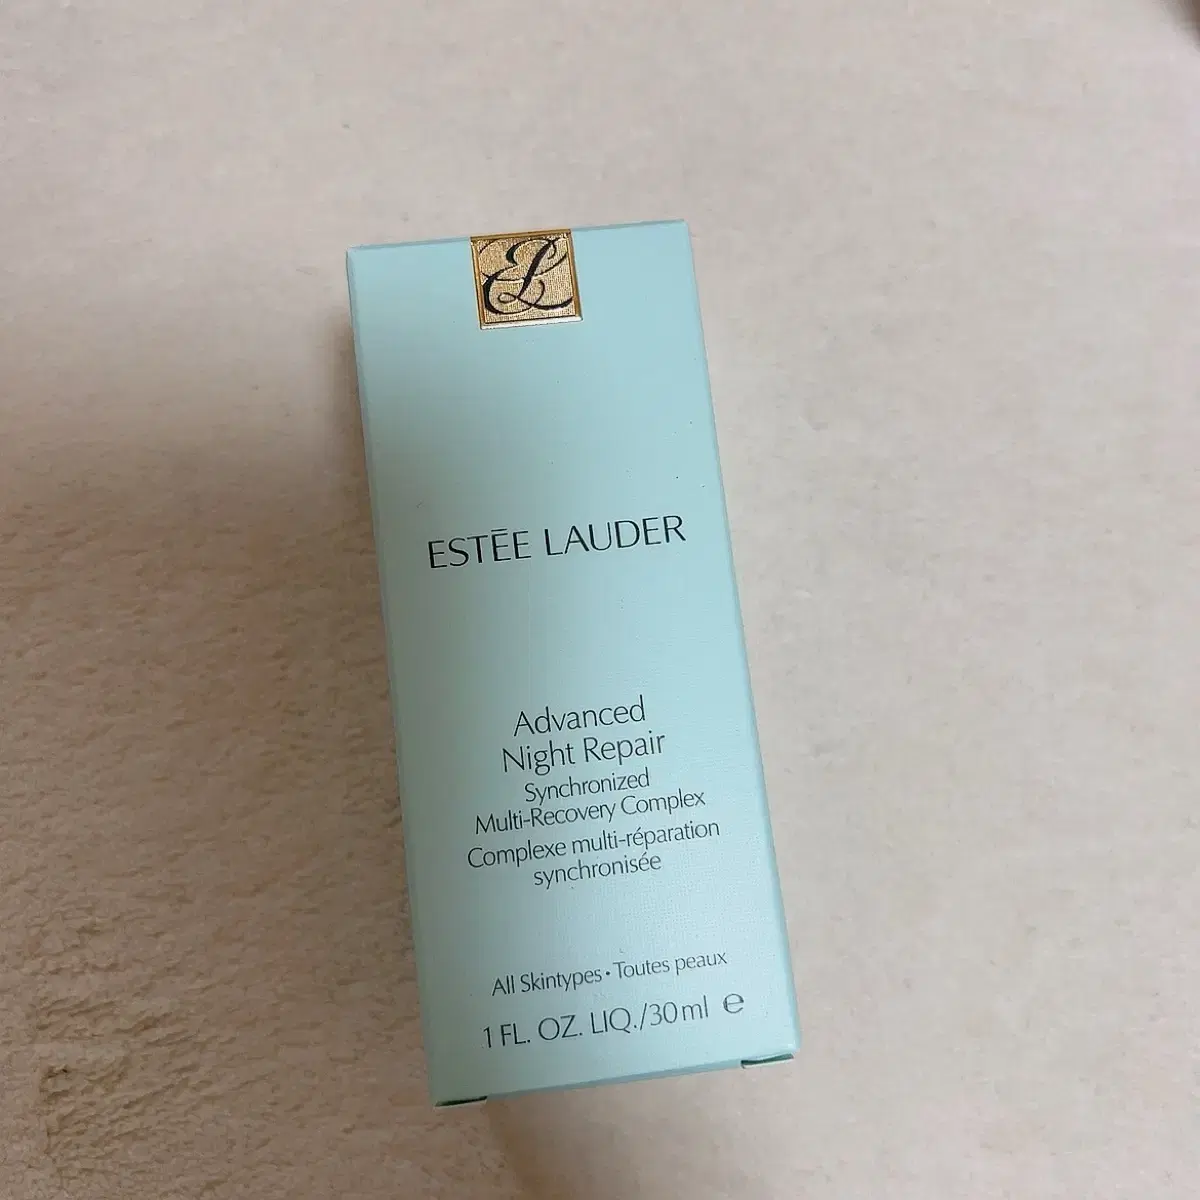 EL
ESTĒE LAUDER
Advanced
Night Repair
Synchronized
Multi-Recovery Complex
Complexe multi-réparation
synchronisée
All Skintypes • Toutes peaux
1 FL. OZ. LIQ./30 ml ℮